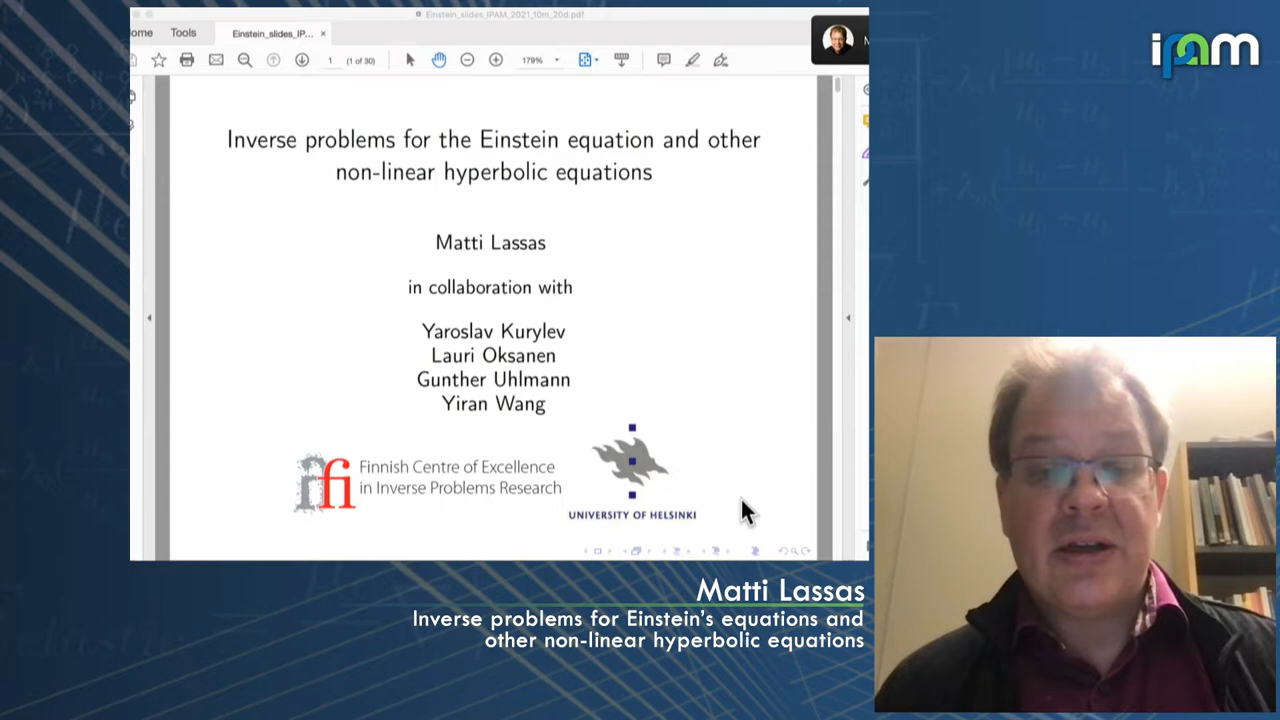 Einstein_slides_IPAM_2021_10m_20d.pdf
ome Tools Einstein_slides_IP... ×
1 (1 of 30) 179%
M
ipam
Inverse problems for the Einstein equation and other
non-linear hyperbolic equations
Matti Lassas
in collaboration with
Yaroslav Kurylev
Lauri Oksanen
Gunther Uhlmann
Yiran Wang
fi Finnish Centre of Excellence
in Inverse Problems Research
UNIVERSITY OF HELSINKI
Matti Lassas
Inverse problems for Einstein's equations and
other non-linear hyperbolic equations